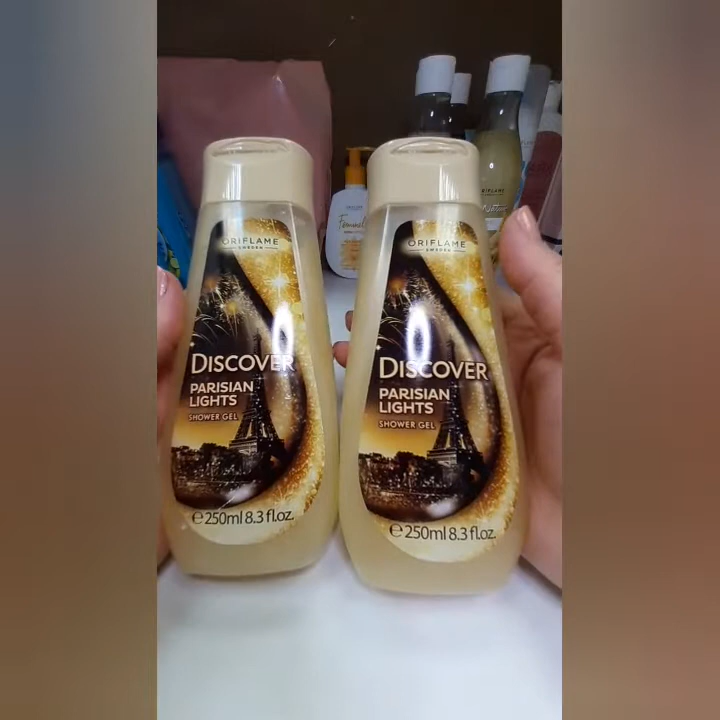 ORIFLAME
SWEDEN
DISCOVER
PARISIAN
LIGHTS
SHOWER GEL
℮250ml 8.3 fl.oz.
ORIFLAME
SWEDEN
DISCOVER
PARISIAN
LIGHTS
SHOWER GEL
℮250ml 8.3 fl.oz.
ORIFLAME